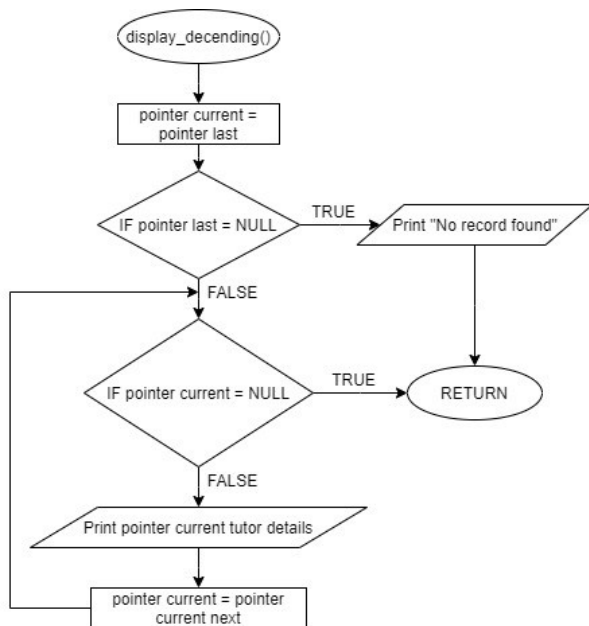 display_decending()
pointer current =
pointer last
IF pointer last = NULL
TRUE
Print "No record found"
FALSE
IF pointer current = NULL
TRUE
RETURN
FALSE
Print pointer current tutor details
pointer current = pointer
current next